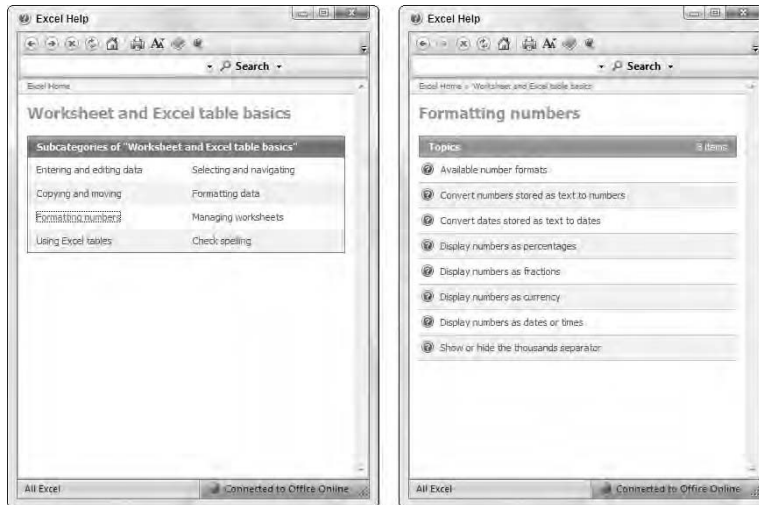 Excel Help
Search
Excel Home
Worksheet and Excel table basics
Subcategories of "Worksheet and Excel table basics"
Entering and editing data
Selecting and navigating
Copying and moving
Formatting data
Formatting numbers
Managing worksheets
Using Excel tables
Check spelling
All Excel
Connected to Office Online
Excel Help
Search
Excel Home > Worksheet and Excel table basics
Formatting numbers
Topics
8 items
Available number formats
Convert numbers stored as text to numbers
Convert dates stored as text to dates
Display numbers as percentages
Display numbers as fractions
Display numbers as currency
Display numbers as dates or times
Show or hide the thousands separator
All Excel
Connected to Office Online